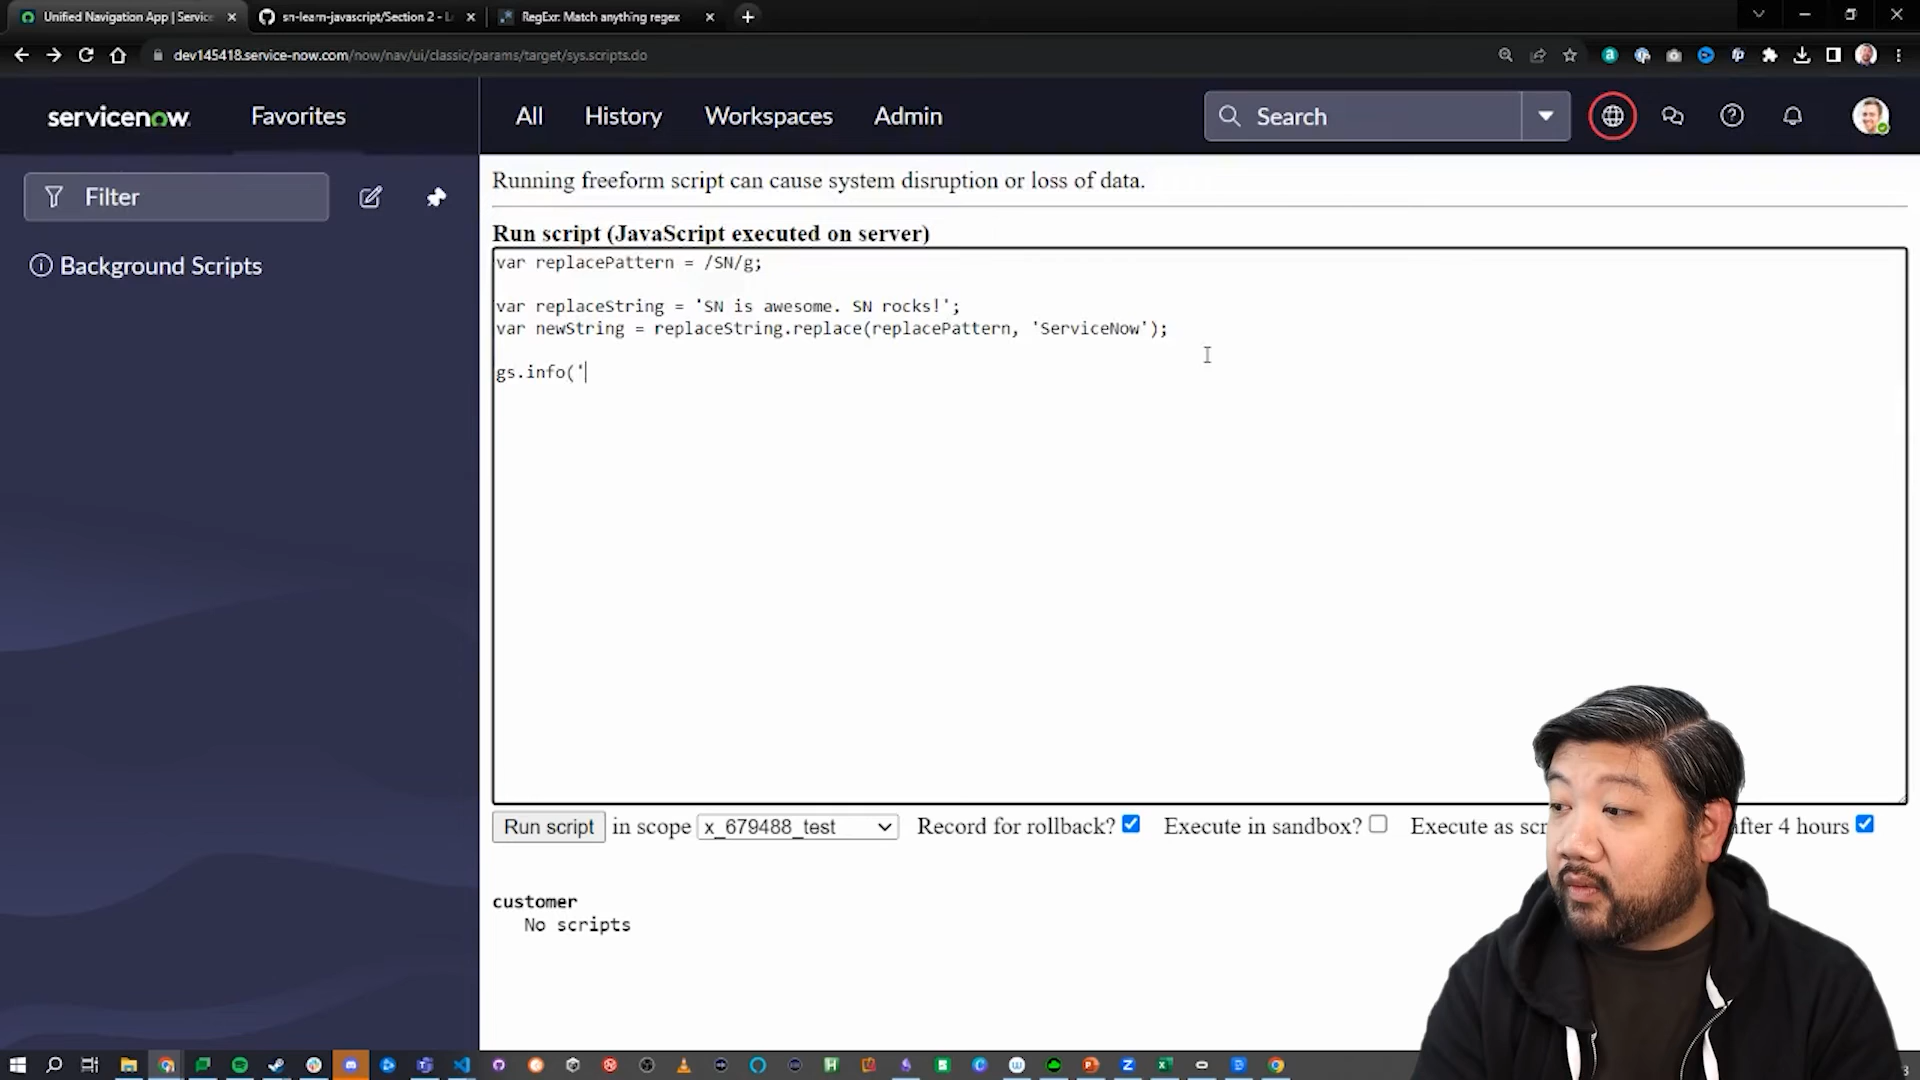 Unified Navigation App | Service
sn-learn-javascript/Section 2 - L
RegExr: Match anything regex
dev145418.service-now.com/now/nav/ui/classic/params/target/sys.scripts.do
servicenow.
Favorites
All
History
Workspaces
Admin
Search
Filter
Background Scripts
Running freeform script can cause system disruption or loss of data.
Run script (JavaScript executed on server)
var replacePattern = /SN/g;
var replaceString = 'SN is awesome. SN rocks!';
var newString = replaceString.replace(replacePattern, 'ServiceNow');
gs.info('
Run script in scope x_679488_test Record for rollback? Execute in sandbox? Execute as scr after 4 hours
customer
No scripts